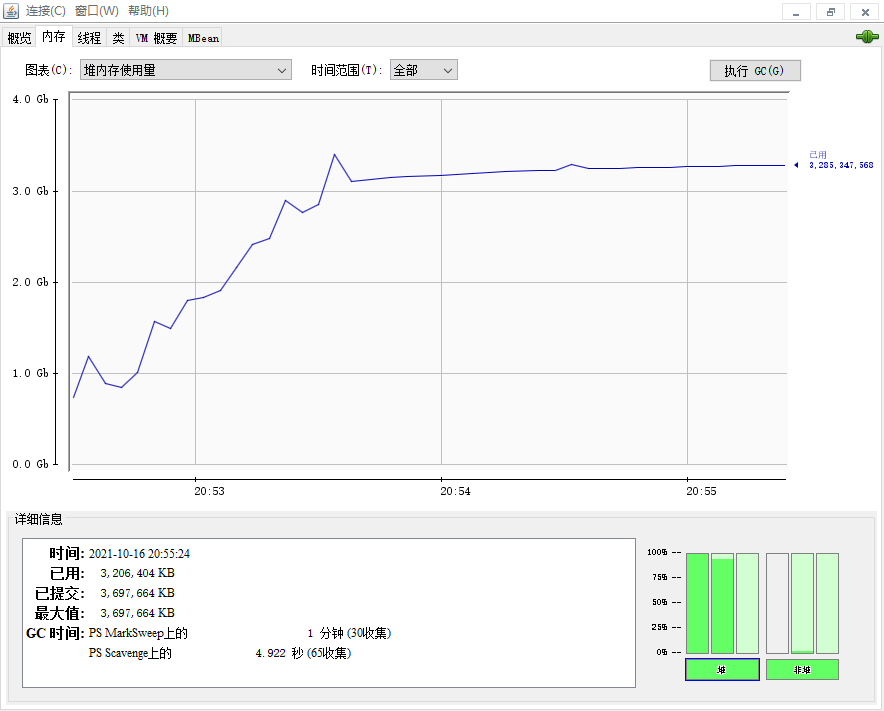 连接(C) 窗口(W) 帮助(H)
概览 内存 线程 类 VM 概要 MBean
图表(C): 堆内存使用量 时间范围(T): 全部 执行 GC(G)
4.0 Gb
已用
3,285,347,568
3.0 Gb
2.0 Gb
1.0 Gb
0.0 Gb
20:53 20:54 20:55
详细信息
时间: 2021-10-16 20:55:24
已用: 3,206,404 KB
已提交: 3,697,664 KB
最大值: 3,697,664 KB
GC 时间: PS MarkSweep上的 1 分钟 (30收集)
PS Scavenge上的 4.922 秒 (65收集)
100% --
75% --
50% --
25% --
0% --
堆 非堆